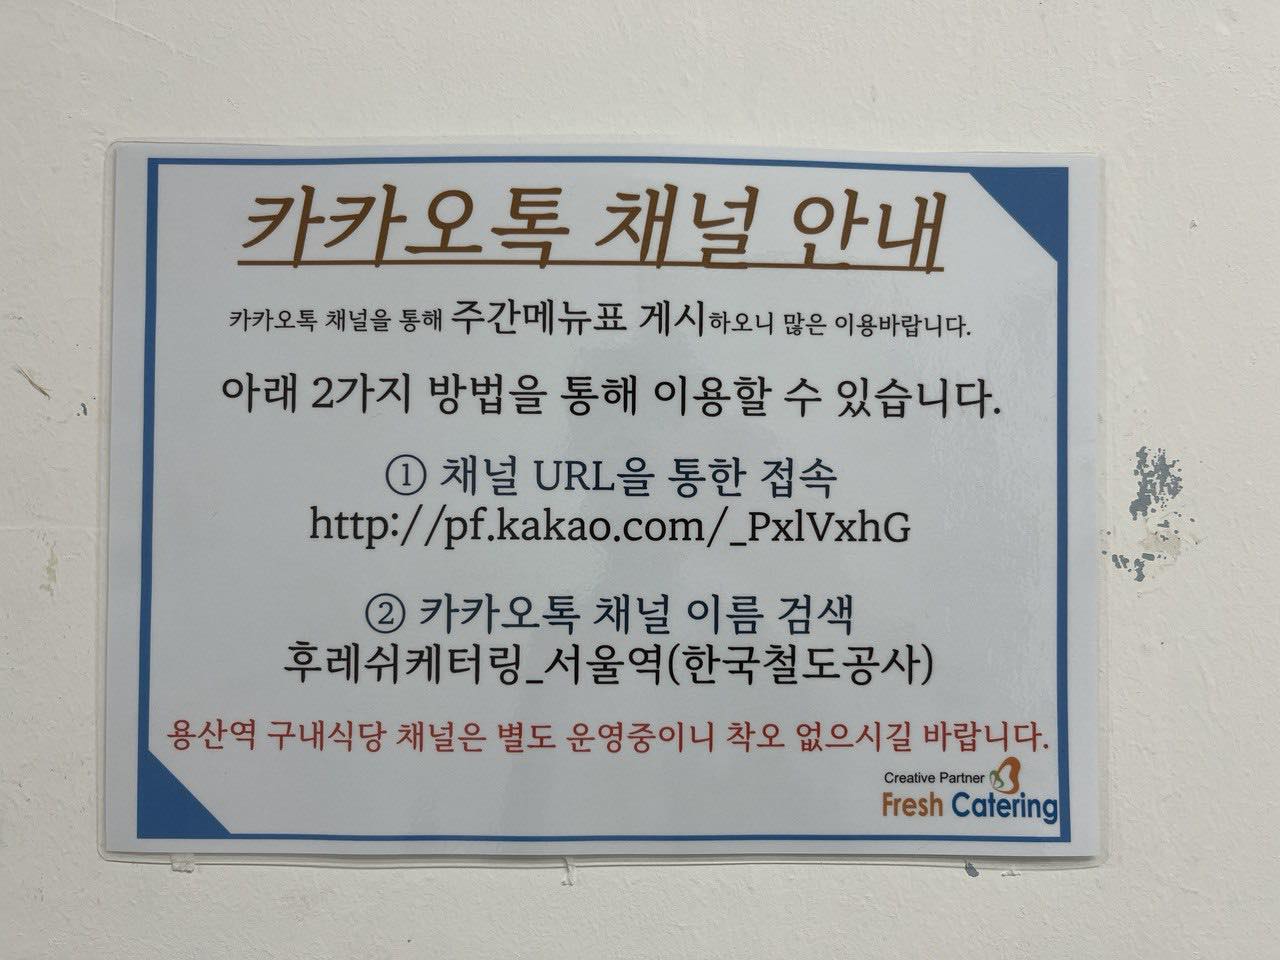 카카오톡 채널 안내
카카오톡 채널을 통해 주간메뉴표 게시하오니 많은 이용바랍니다.
아래 2가지 방법을 통해 이용할 수 있습니다.
① 채널 URL을 통한 접속
http://pf.kakao.com/_PxlVxhG
② 카카오톡 채널 이름 검색
후레쉬케터링_서울역(한국철도공사)
용산역 구내식당 채널은 별도 운영중이니 착오 없으시길 바랍니다.
Creative Partner
Fresh Catering